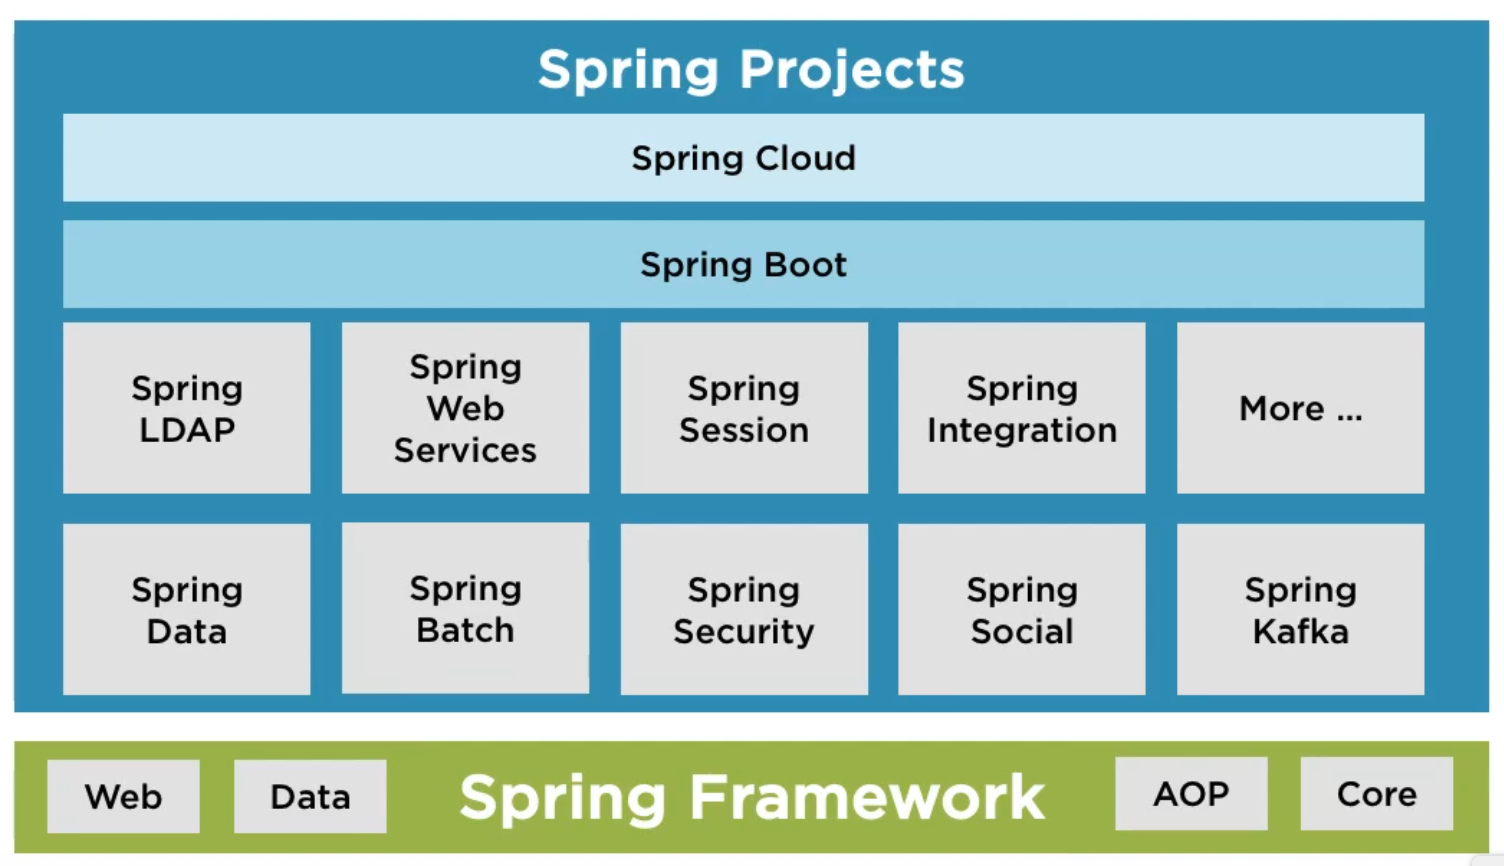 Spring Projects
Spring Cloud
Spring Boot
Spring
LDAP
Spring
Web
Services
Spring
Session
Spring
Integration
More ...
Spring
Data
Spring
Batch
Spring
Security
Spring
Social
Spring
Kafka
Web
Data
Spring Framework
AOP
Core